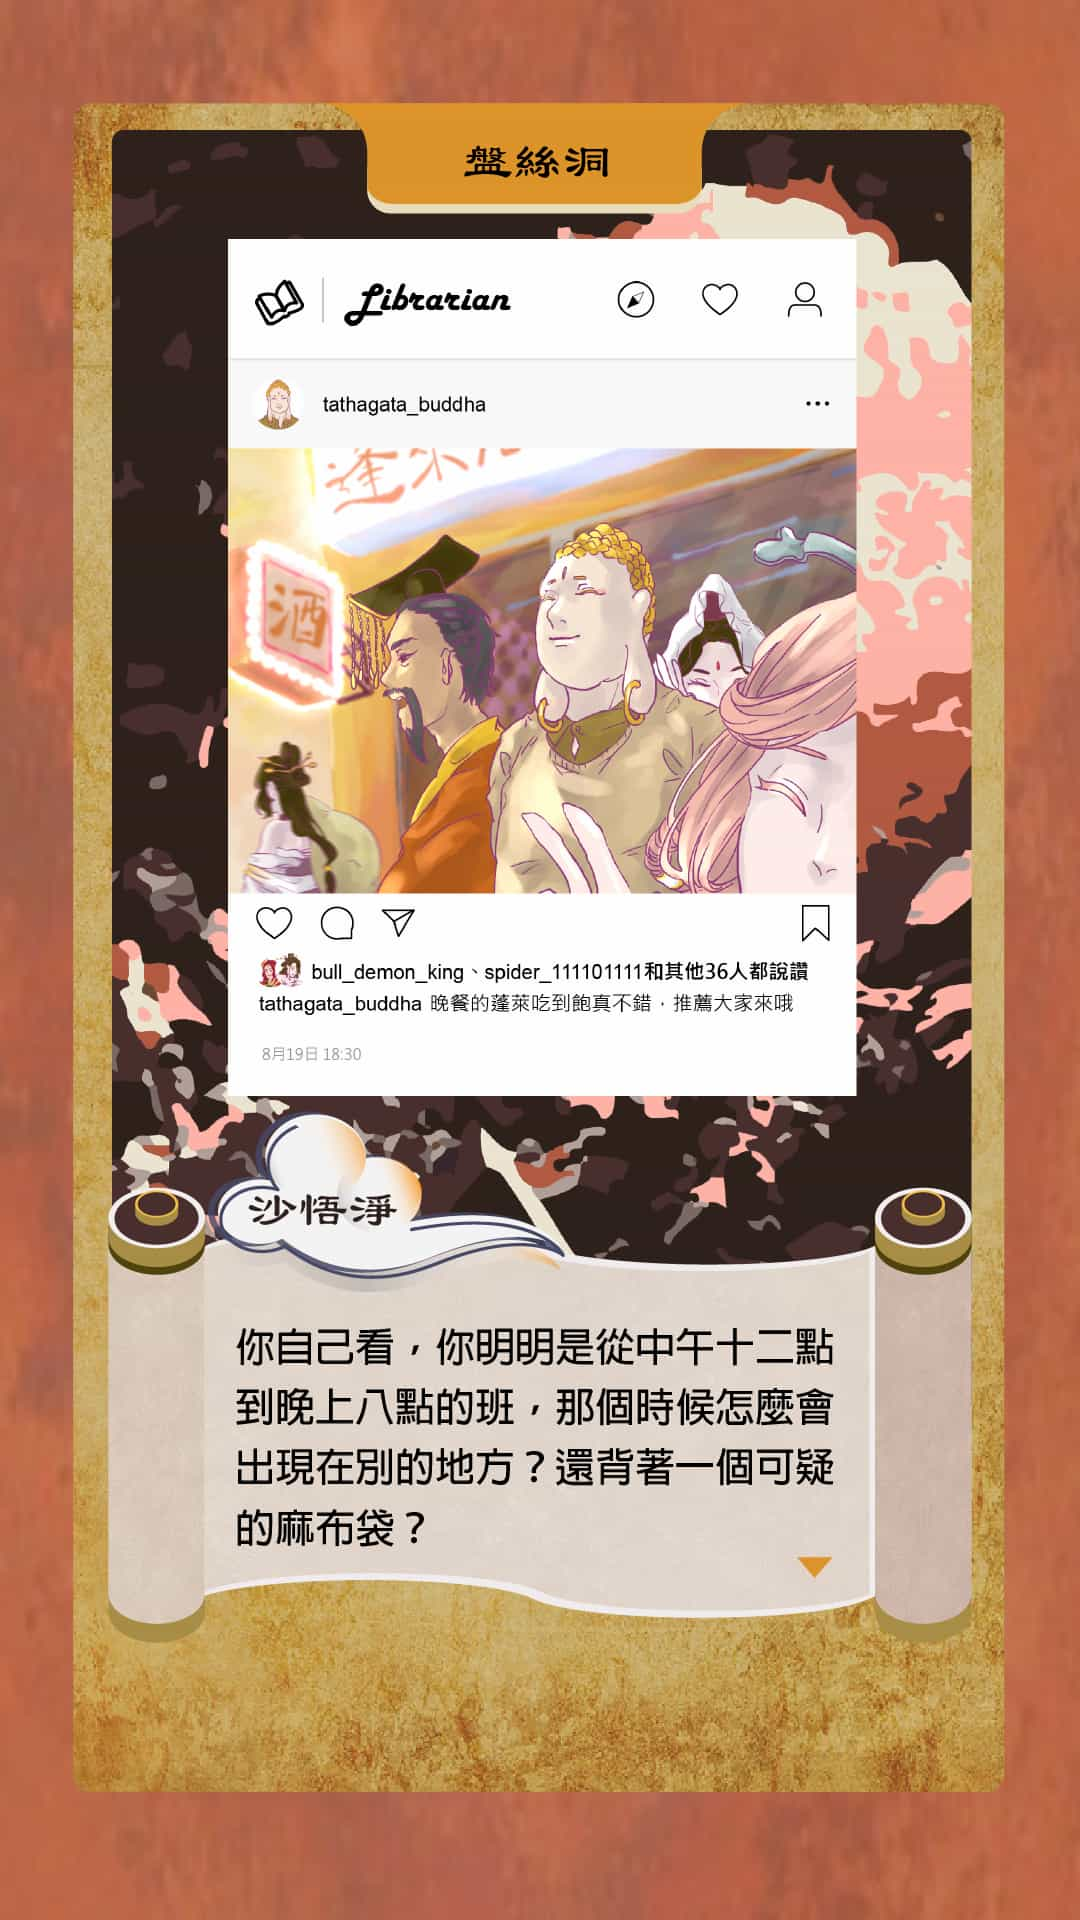 盤絲洞
Librarian
tathagata_buddha
蓬萊
酒
bull_demon_king、spider_111101111和其他36人都說讚
tathagata_buddha 晚餐的蓬萊吃到飽真不錯，推薦大家來哦
8月19日 18:30
沙悟淨
你自己看，你明明是從中午十二點
到晚上八點的班，那個時候怎麼會
出現在別的地方？還背著一個可疑
的麻布袋？